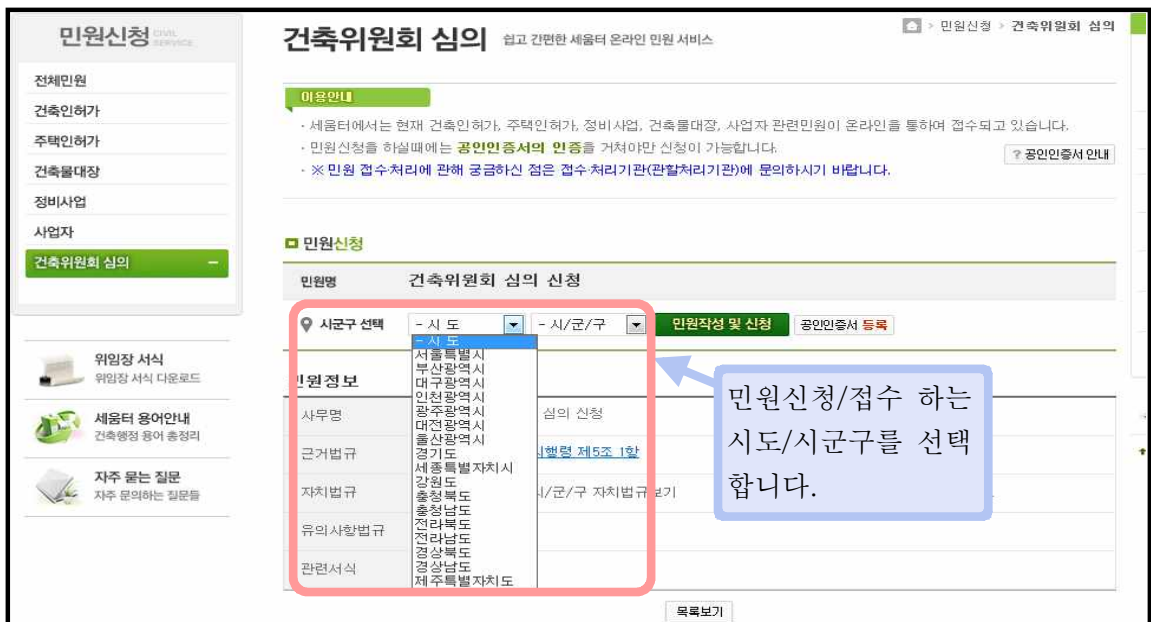 민원신청 CIVIL SERVICE
전체민원
건축인허가
주택인허가
건축물대장
정비사업
사업자
건축위원회 심의
위임장 서식
위임장 서식 다운로드
세움터 용어안내
건축행정 용어 총정리
자주 묻는 질문
자주 문의하는 질문들
건축위원회 심의 쉽고 간편한 세움터 온라인 민원 서비스
> 민원신청 > 건축위원회 심의
이용안내
· 세움터에서는 현재 건축인허가, 주택인허가, 정비사업, 건축물대장, 사업자 관련민원이 온라인을 통하여 접수되고 있습니다.
· 민원신청을 하실때에는 공인인증서의 인증을 거쳐야만 신청이 가능합니다.
? 공인인증서 안내
· ※ 민원 접수·처리에 관해 궁금하신 점은 접수·처리기관(관할처리기관)에 문의하시기 바랍니다.
민원신청
민원명 건축위원회 심의 신청
시군구 선택 - 시 도 - 시/군/구 민원작성 및 신청 공인인증서 등록
- 시 도
서울특별시
부산광역시
대구광역시
인천광역시
광주광역시
대전광역시
울산광역시
경기도
세종특별자치시
강원도
충청북도
충청남도
전라북도
전라남도
경상북도
경상남도
제주특별자치도
민원정보
사무명 심의 신청
근거법규 시행령 제5조 1항
자치법규 시/군/구 자치법규보기
유의사항법규
관련서식
민원신청/접수 하는
시도/시군구를 선택
합니다.
목록보기